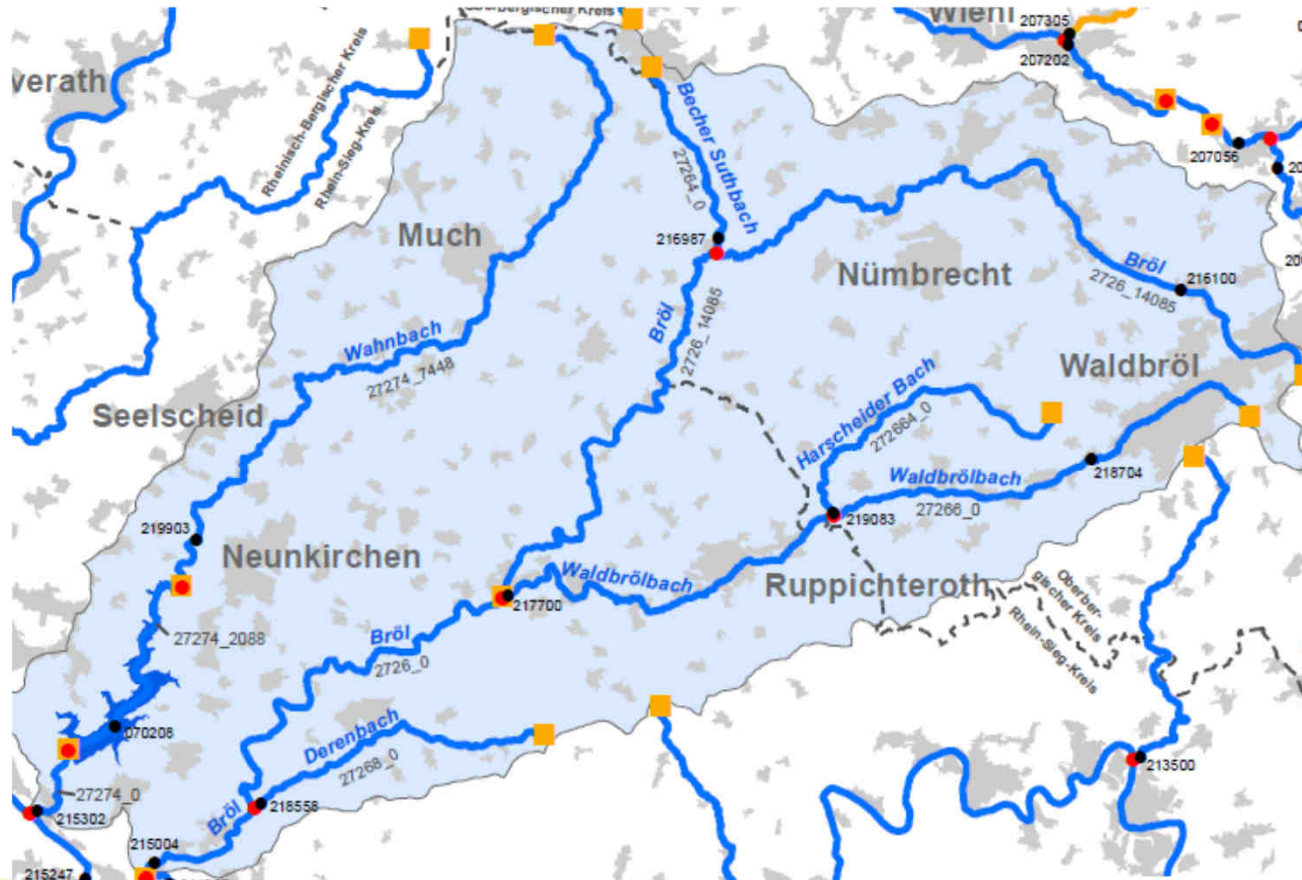 Oberbergischer Kreis
Wiehl
207305
207202
verath
Rheinisch-Bergischer Kreis
Rhein-Sieg-Kreis
Becher Suthbach
27264_0
207056
Much
216987
Nümbrecht
Bröl
2726_14085
216100
Bröl
2726_14085
Wahnbach
27274_7448
Waldbröl
Seelscheid
Harscheider Bach
272664_0
218704
Waldbrölbach
27266_0
219903
219083
Neunkirchen
Waldbrölbach
Ruppichteroth
217700
Oberber-
gischer Kreis
Rhein-Sieg-Kreis
27274_2088
Bröl
2726_0
070208
Derenbach
27268_0
213500
27274_0
215302
Bröl
218558
215004
215247